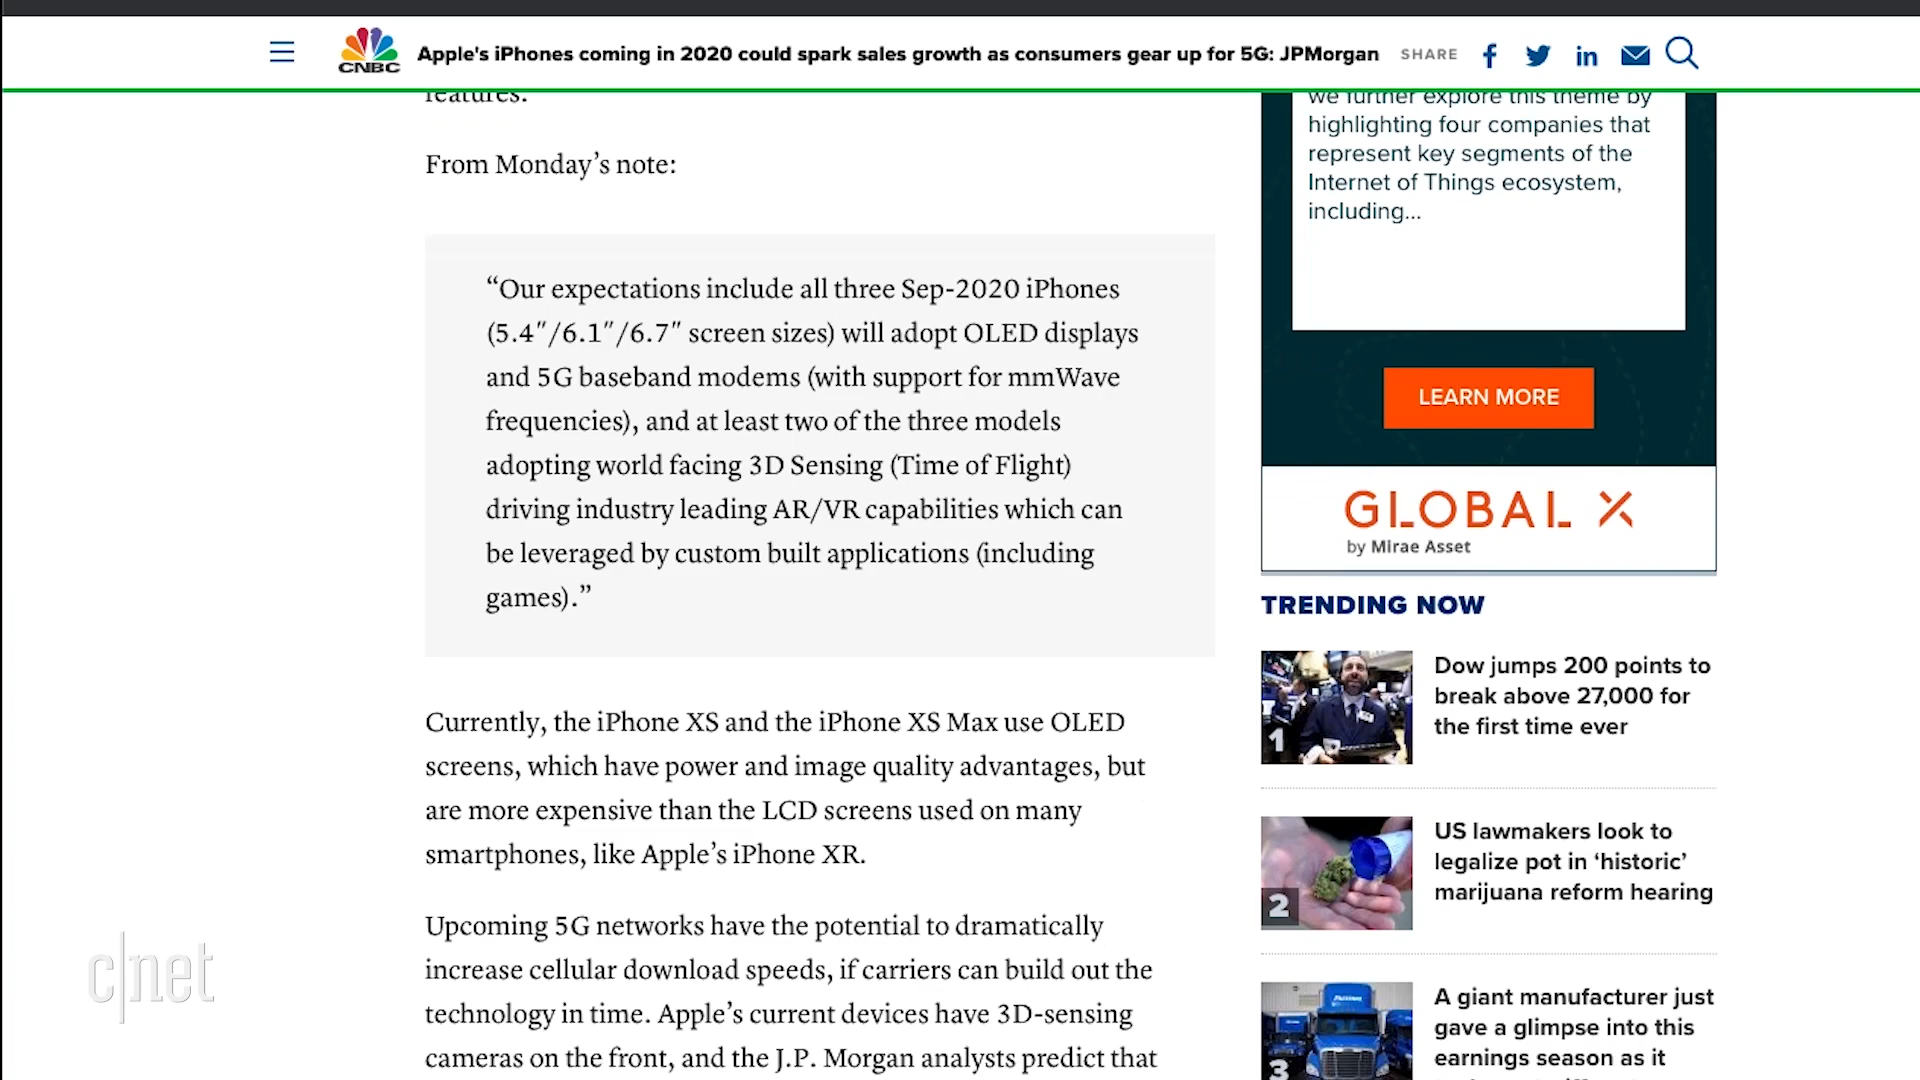 CNBC
Apple's iPhones coming in 2020 could spark sales growth as consumers gear up for 5G: JPMorgan
SHARE
features.
From Monday’s note:
“Our expectations include all three Sep-2020 iPhones
(5.4″/6.1″/6.7″ screen sizes) will adopt OLED displays
and 5G baseband modems (with support for mmWave
frequencies), and at least two of the three models
adopting world facing 3D Sensing (Time of Flight)
driving industry leading AR/VR capabilities which can
be leveraged by custom built applications (including
games).”
Currently, the iPhone XS and the iPhone XS Max use OLED
screens, which have power and image quality advantages, but
are more expensive than the LCD screens used on many
smartphones, like Apple’s iPhone XR.
Upcoming 5G networks have the potential to dramatically
increase cellular download speeds, if carriers can build out the
technology in time. Apple’s current devices have 3D-sensing
cameras on the front, and the J.P. Morgan analysts predict that
we further explore this theme by
highlighting four companies that
represent key segments of the
Internet of Things ecosystem,
including...
LEARN MORE
GLOBAL X
by Mirae Asset
TRENDING NOW
1
Dow jumps 200 points to
break above 27,000 for
the first time ever
2
US lawmakers look to
legalize pot in ‘historic’
marijuana reform hearing
3
A giant manufacturer just
gave a glimpse into this
earnings season as it
c|net